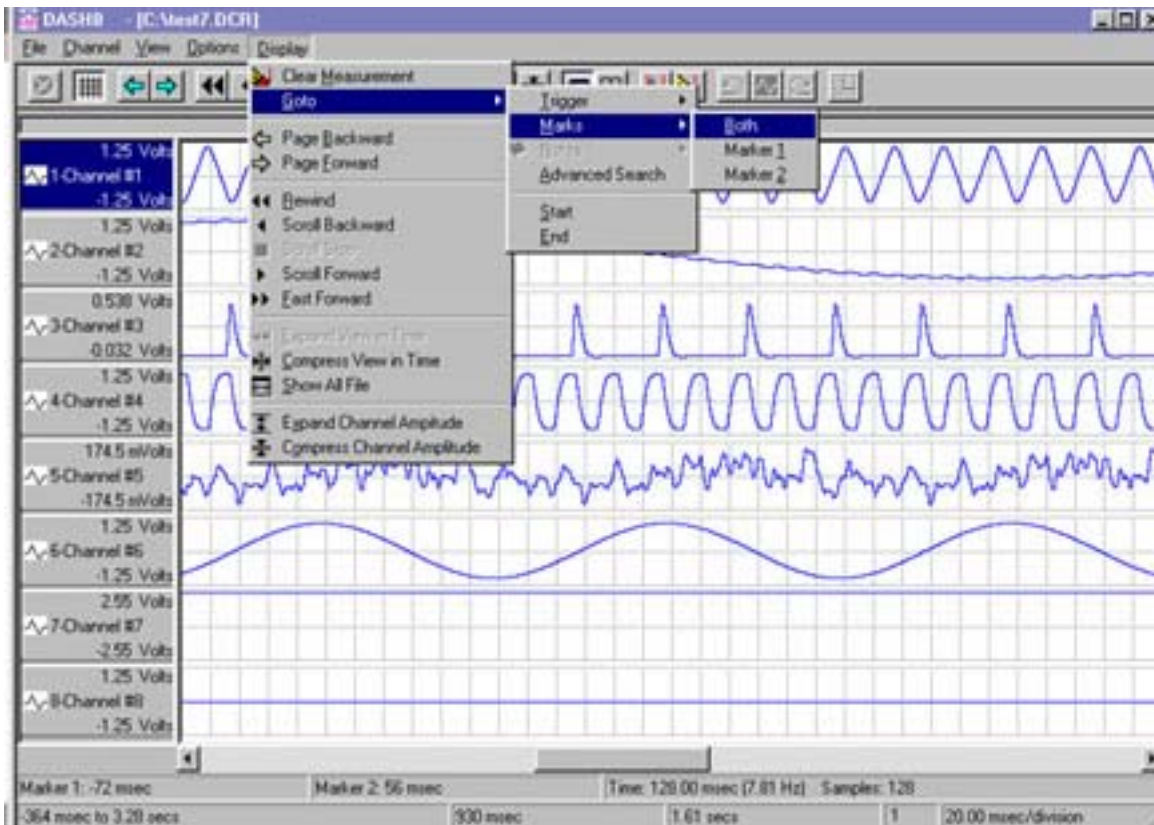 DASH8 - [C:\test7.DCR]
File Channel View Options Display
Clear Measurement
Goto
Page Backward
Page Forward
Rewind
Scroll Backward
Scroll Forward
Fast Forward
Expand View in Time
Compress View in Time
Show All File
Expand Channel Amplitude
Compress Channel Amplitude
Trigger
Marks
Advanced Search
Start
End
Both
Marker 1
Marker 2
1.25 Volts
1-Channel #1
-1.25 Volts
1.25 Volts
2-Channel #2
-1.25 Volts
0.538 Volts
3-Channel #3
-0.032 Volts
1.25 Volts
4-Channel #4
-1.25 Volts
174.5 mVolts
5-Channel #5
-174.5 mVolts
1.25 Volts
6-Channel #6
-1.25 Volts
2.55 Volts
7-Channel #7
-2.55 Volts
1.25 Volts
8-Channel #8
-1.25 Volts
Marker 1: -72 msec Marker 2: 56 msec Time: 128.00 msec (7.81 Hz) Samples: 128
-364 msec to 3.28 secs 930 msec 1.61 secs 1 20.00 msec/division